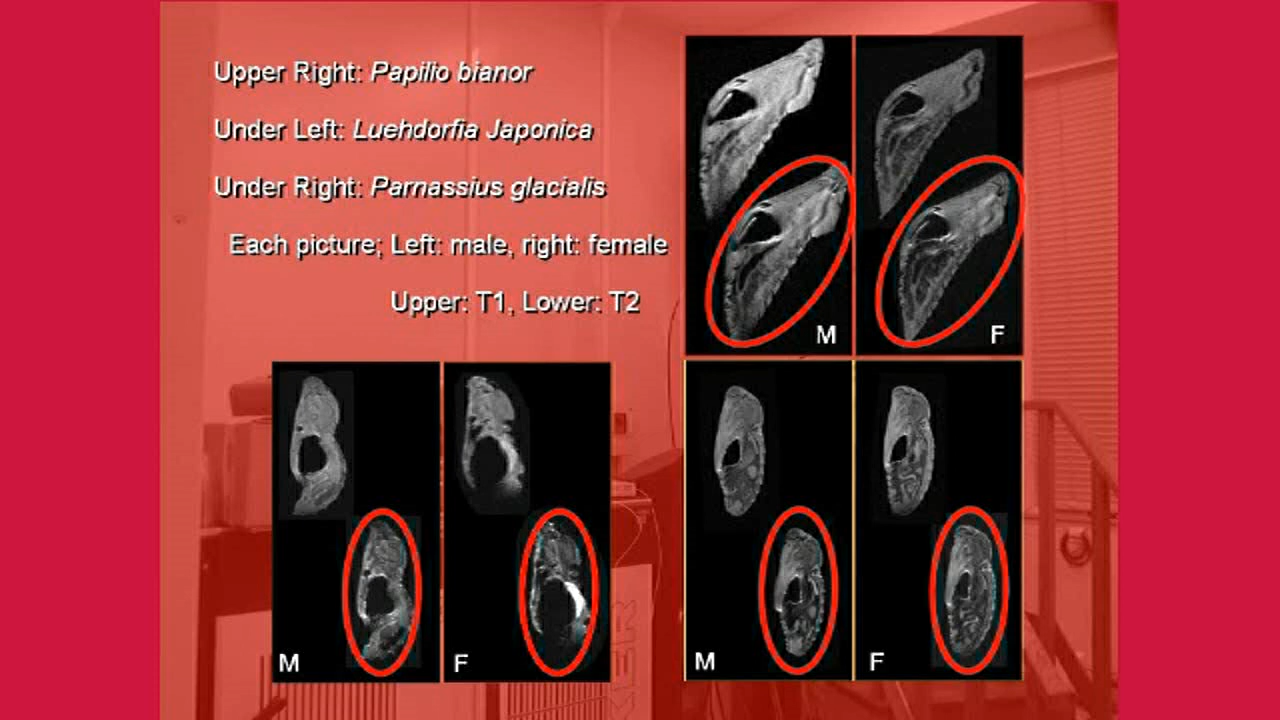 Upper Right: Papilio bianor
Under Left: Luehdorfia Japonica
Under Right: Parnassius glacialis
Each picture; Left: male, right: female
Upper: T1, Lower: T2
M
F
M
F
M
F
KER